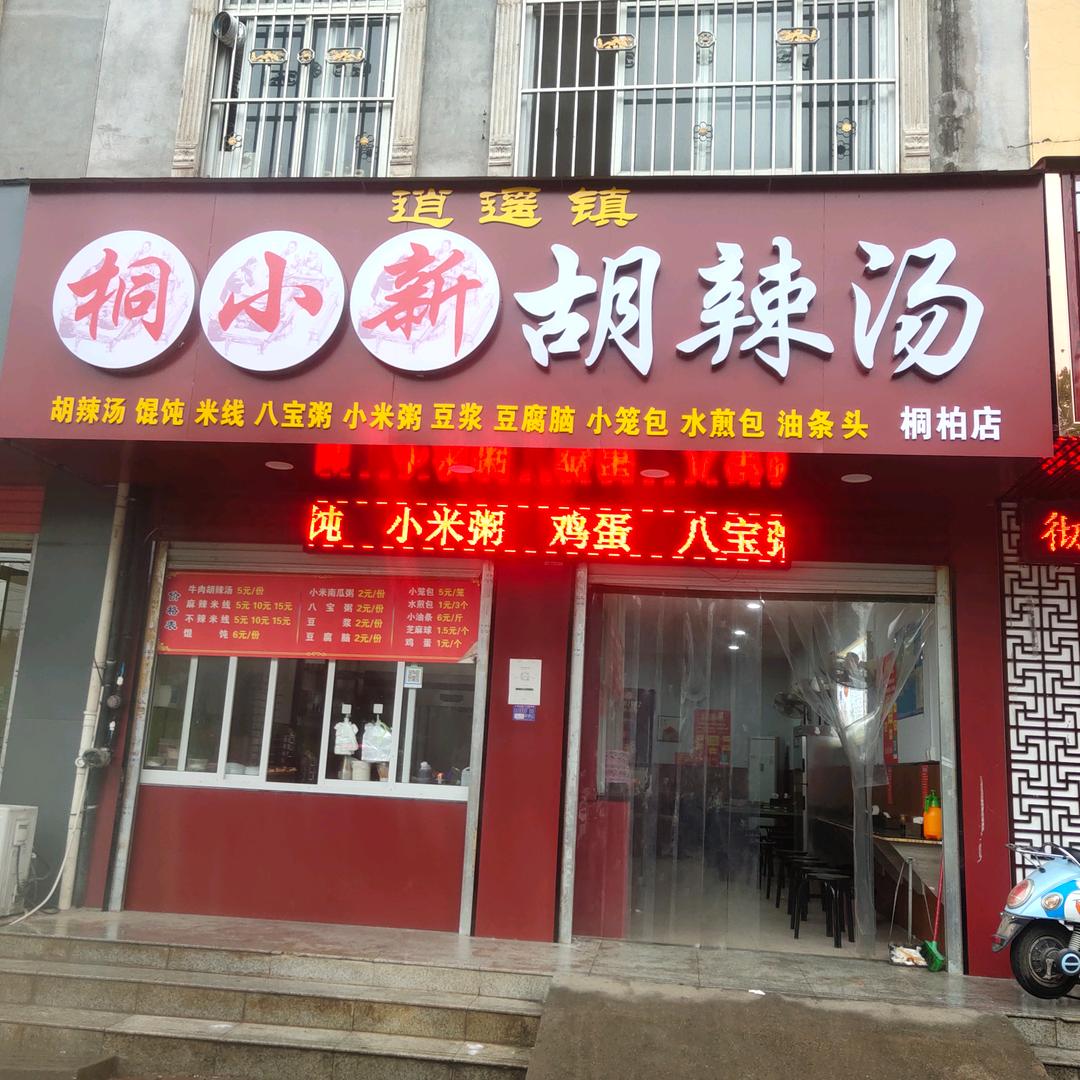 逍遥镇
桐小新胡辣汤
胡辣汤 馄饨 米线 八宝粥 小米粥 豆浆 豆腐脑 小笼包 水煎包 油条头 桐柏店
饨 小米粥 鸡蛋 八宝粥
价格表
牛肉胡辣汤 5元/份
麻辣米线 5元 10元 15元
不辣米线 5元 10元 15元
馄饨 6元/份
小米南瓜粥 2元/份
八宝粥 2元/份
豆浆 2元/份
豆腐脑 2元/份
小笼包 5元/笼
水煎包 1元/3个
小油条 6元/斤
芝麻球 1.5元/个
鸡蛋 1元/个